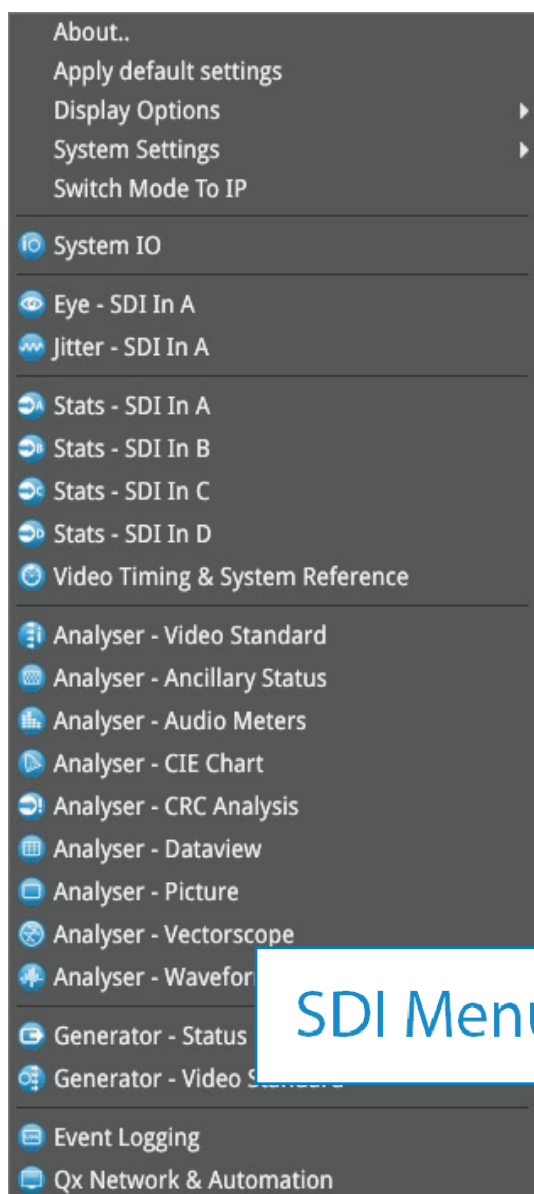 About..
Apply default settings
Display Options
System Settings
Switch Mode To IP
System IO
Eye - SDI In A
Jitter - SDI In A
Stats - SDI In A
Stats - SDI In B
Stats - SDI In C
Stats - SDI In D
Video Timing & System Reference
Analyser - Video Standard
Analyser - Ancillary Status
Analyser - Audio Meters
Analyser - CIE Chart
Analyser - CRC Analysis
Analyser - Dataview
Analyser - Picture
Analyser - Vectorscope
Analyser - Wavefor
SDI Menu
Generator - Status
Generator - Video Standard
Event Logging
Qx Network & Automation